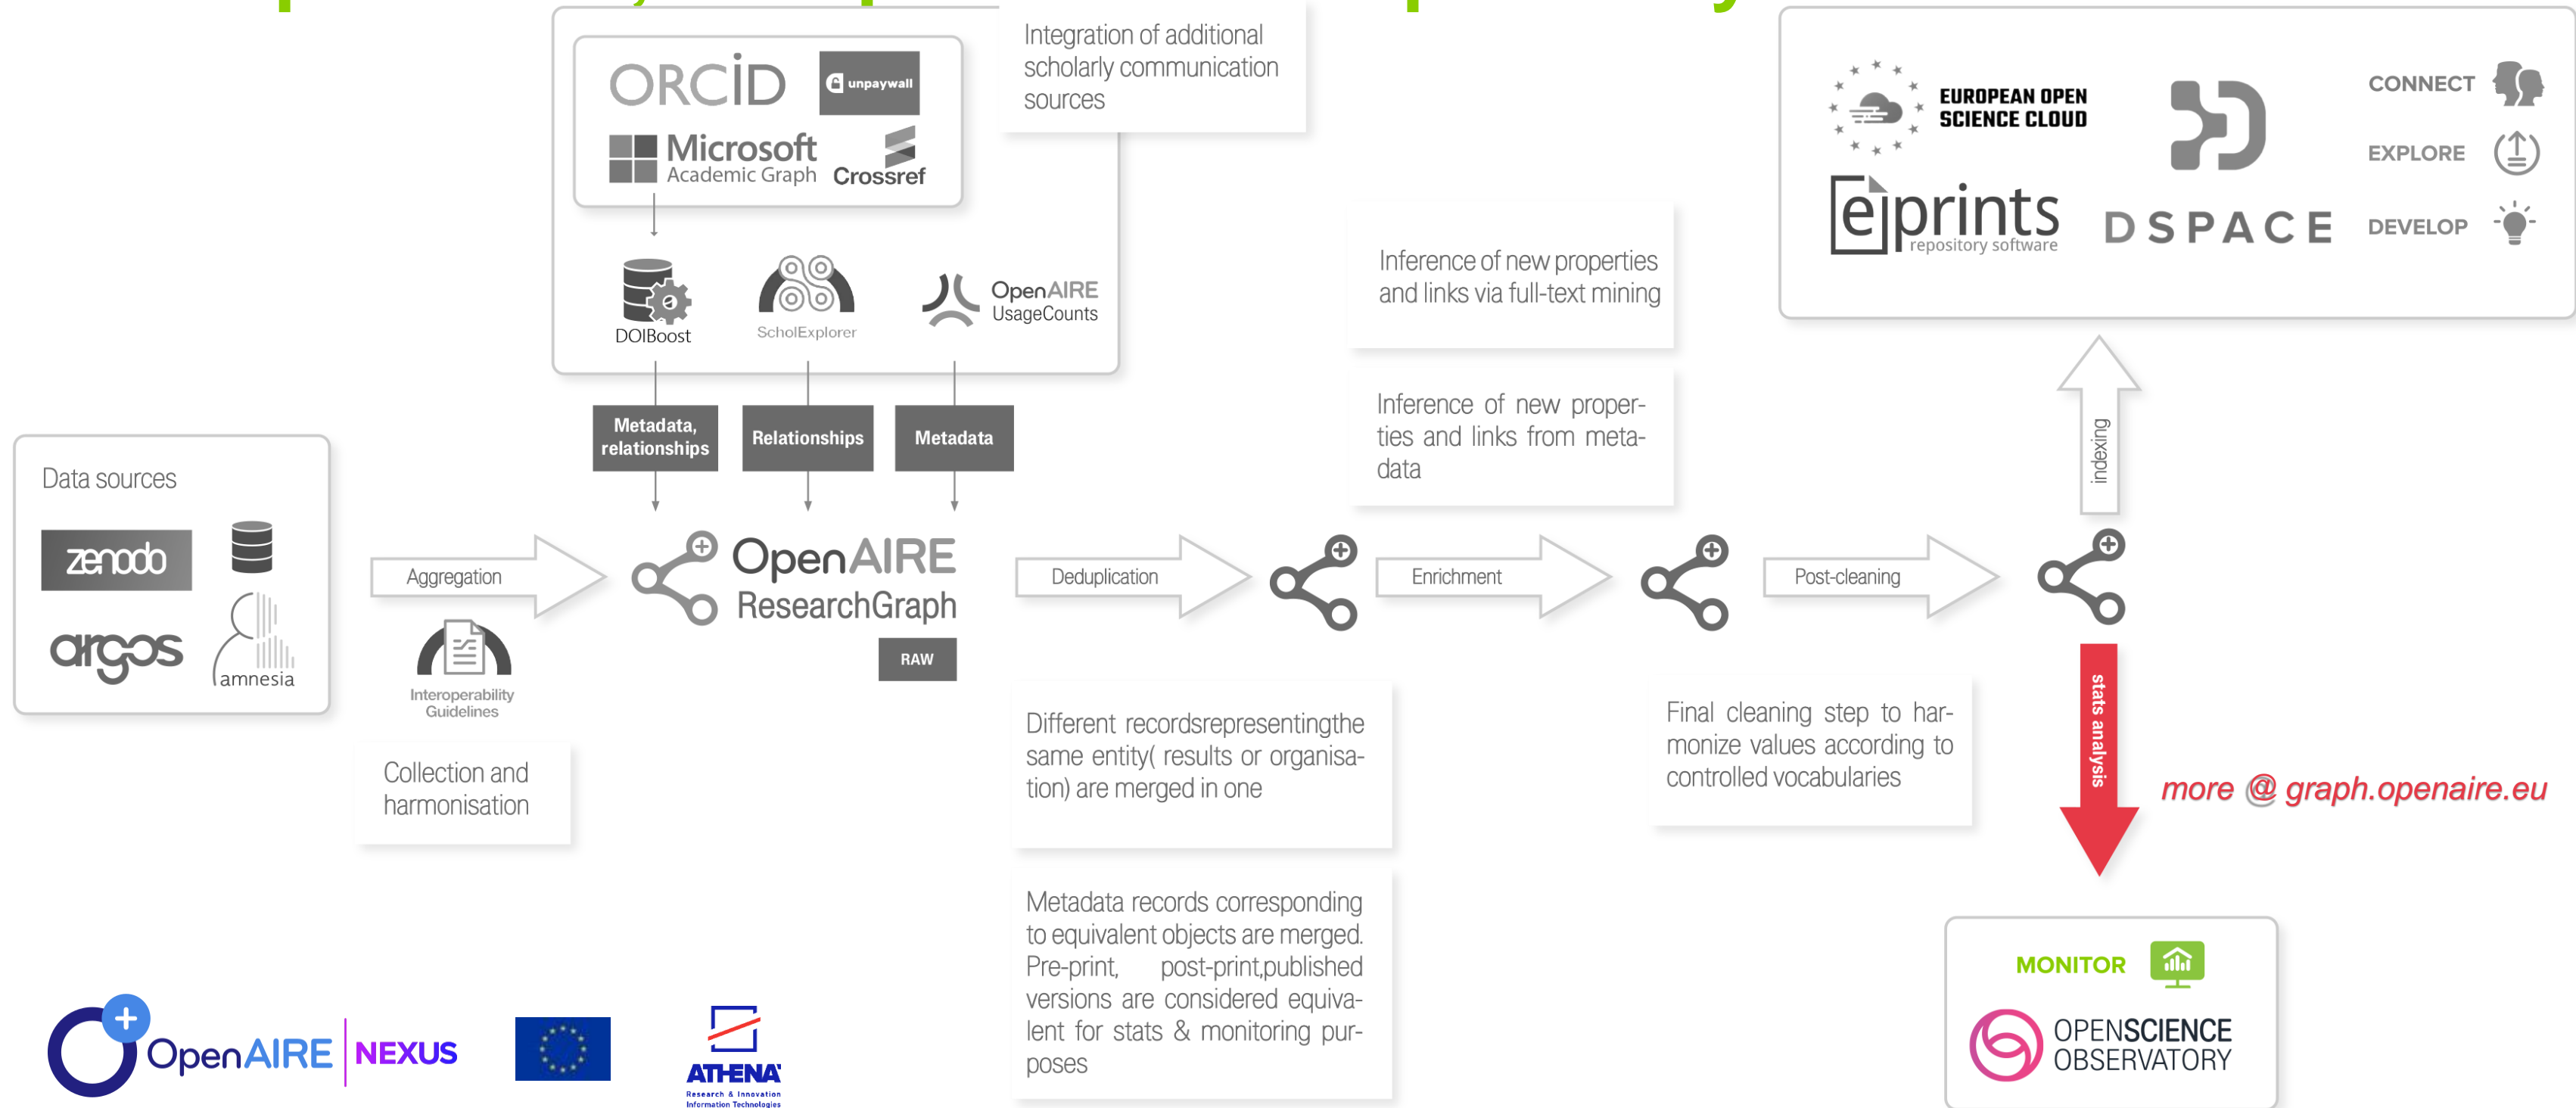 ORCiD
unpaywall
Microsoft
Academic Graph
Crossref
Integration of additional
scholarly communication
sources
DOIBoost
ScholExplorer
OpenAIRE
UsageCounts
Metadata,
relationships
Relationships
Metadata
Data sources
zenodo
argos
amnesia
Aggregation
Interoperability
Guidelines
Collection and
harmonisation
OpenAIRE
ResearchGraph
RAW
Deduplication
Different recordsrepresentingthe
same entity( results or organisa-
tion) are merged in one
Metadata records corresponding
to equivalent objects are merged.
Pre-print, post-print,published
versions are considered equiva-
lent for stats & monitoring pur-
poses
Inference of new properties
and links via full-text mining
Inference of new proper-
ties and links from meta-
data
Enrichment
Post-cleaning
Final cleaning step to har-
monize values according to
controlled vocabularies
EUROPEAN OPEN
SCIENCE CLOUD
e|prints
repository software
DSPACE
CONNECT
EXPLORE
DEVELOP
indexing
stats analysis
more @ graph.openaire.eu
MONITOR
OPENSCIENCE
OBSERVATORY
OpenAIRE NEXUS
ATHENA
Research & Innovation
Information Technologies